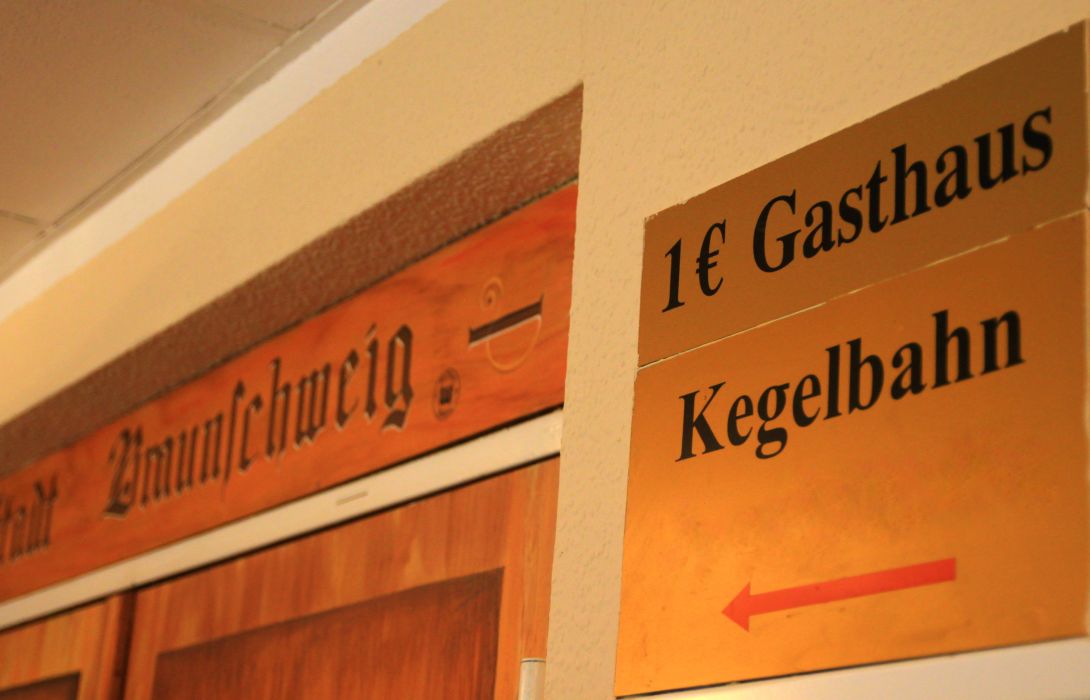 Stadt Braunſchweig
1€ Gasthaus
Kegelbahn